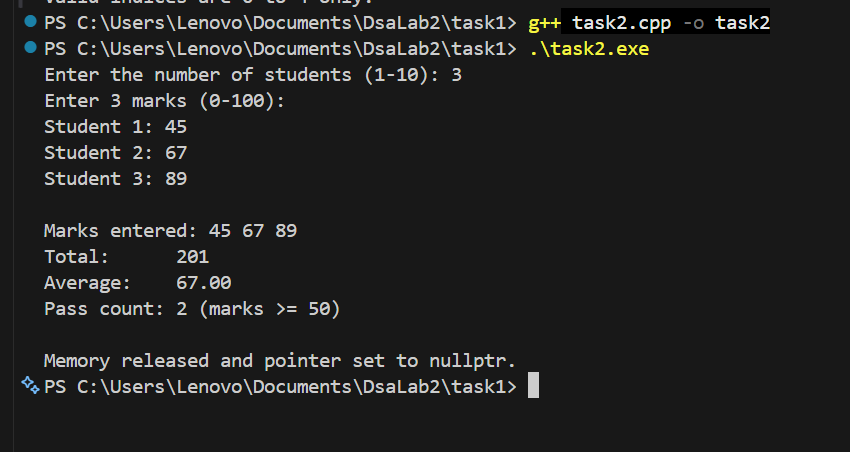 Valid indices are 0 to 4 only.
PS C:\Users\Lenovo\Documents\DsaLab2\task1> g++ task2.cpp -o task2
PS C:\Users\Lenovo\Documents\DsaLab2\task1> .\task2.exe
Enter the number of students (1-10): 3
Enter 3 marks (0-100):
Student 1: 45
Student 2: 67
Student 3: 89
Marks entered: 45 67 89
Total:      201
Average:    67.00
Pass count: 2 (marks >= 50)
Memory released and pointer set to nullptr.
PS C:\Users\Lenovo\Documents\DsaLab2\task1>